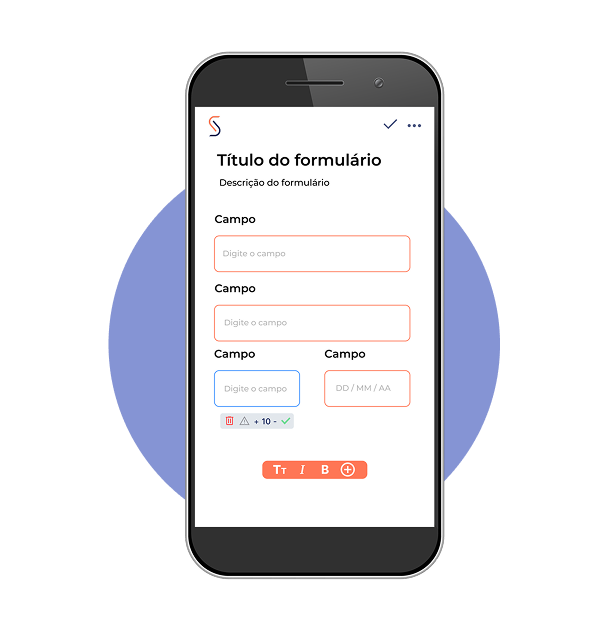 Título do formulário
Descrição do formulário
Campo
Digite o campo
Campo
Digite o campo
Campo Campo
Digite o campo DD / MM / AA
+ 10 -
TT I B